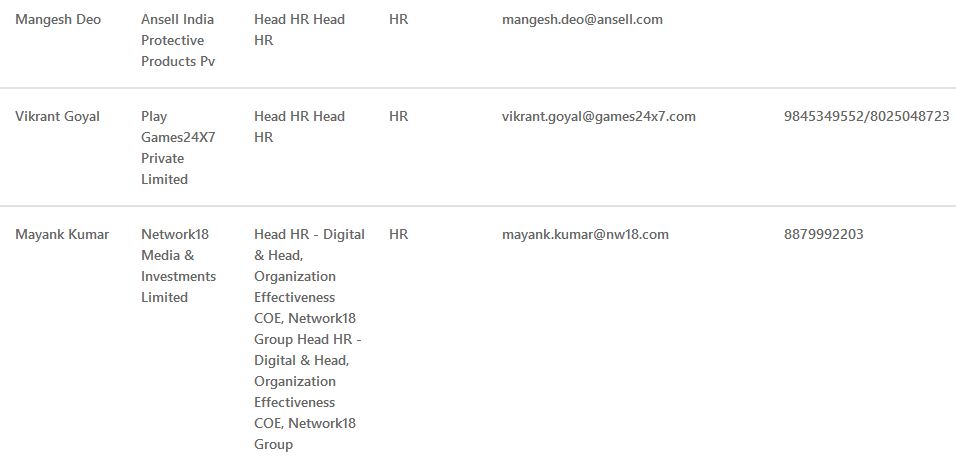 Mangesh Deo Ansell India Head HR Head HR mangesh.deo@ansell.com
Protective HR
Products Pv
Vikrant Goyal Play Head HR Head HR vikrant.goyal@games24x7.com 9845349552/8025048723
Games24X7 HR
Private
Limited
Mayank Kumar Network18 Head HR - Digital HR mayank.kumar@nw18.com 8879992203
Media & & Head,
Investments Organization
Limited Effectiveness
COE, Network18
Group Head HR -
Digital & Head,
Organization
Effectiveness
COE, Network18
Group